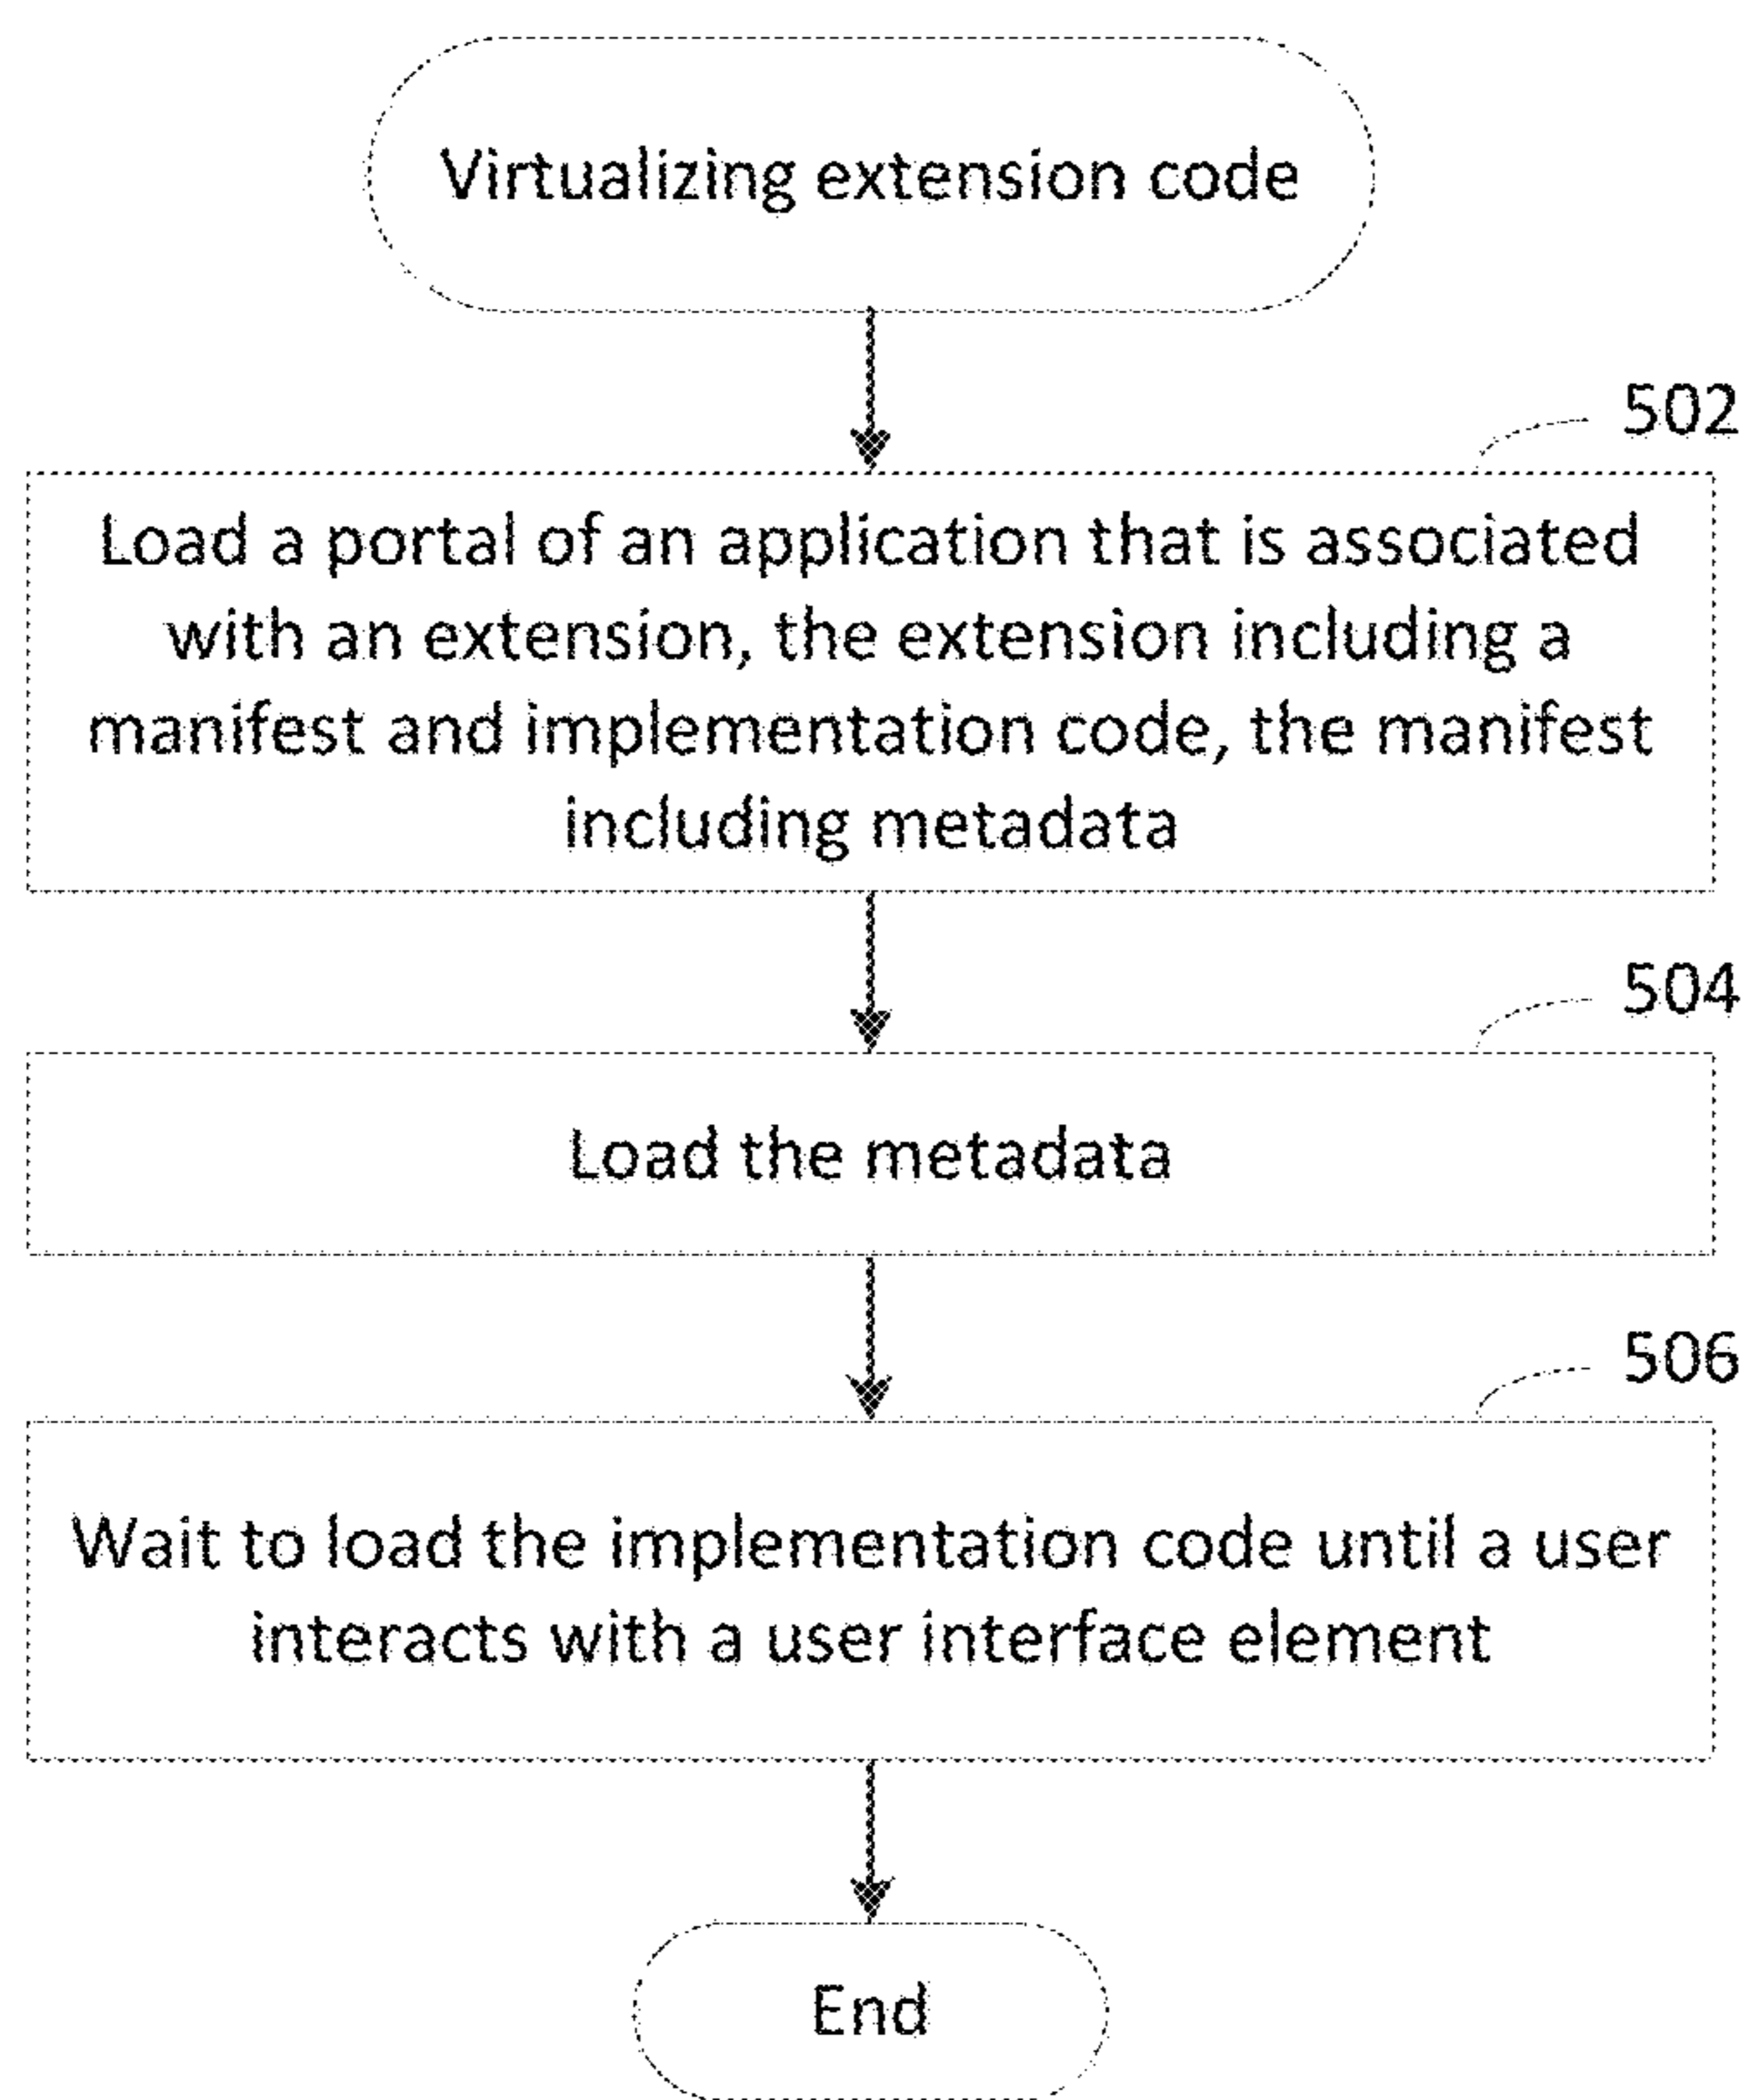 Virtualizing extension code
502
Load a portal of an application that is associated
with an extension, the extension including a
manifest and implementation code, the manifest
including metadata
504
Load the metadata
506
Wait to load the implementation code until a user
interacts with a user interface element
End